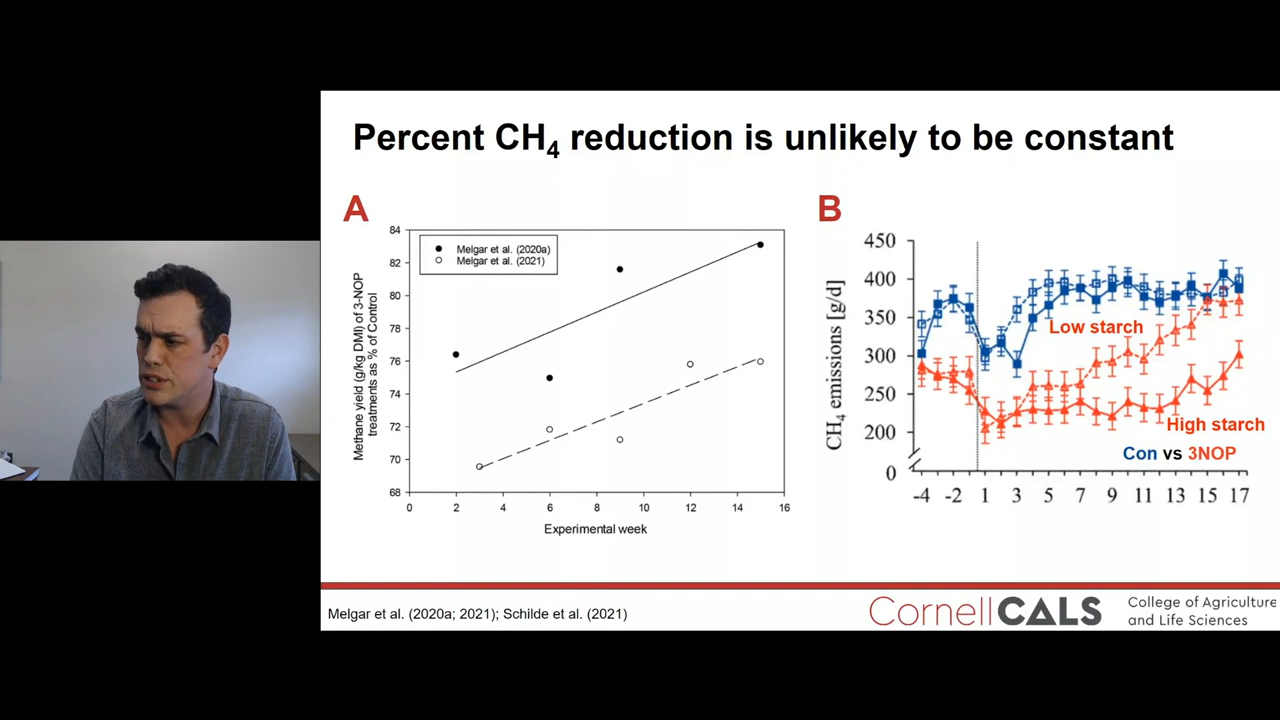 Percent CH4 reduction is unlikely to be constant
A
Methane yield (g/kg DMI) of 3-NOP
treatments as % of Control
84
82
80
78
76
74
72
70
68
Melgar et al. (2020a)
Melgar et al. (2021)
0 2 4 6 8 10 12 14 16
Experimental week
B
CH4 emissions [g/d]
450
400
350
300
250
200
0
Low starch
High starch
Con vs 3NOP
-4 -2 1 3 5 7 9 11 13 15 17
Melgar et al. (2020a; 2021); Schilde et al. (2021)
CornellCALS
College of Agriculture
and Life Sciences